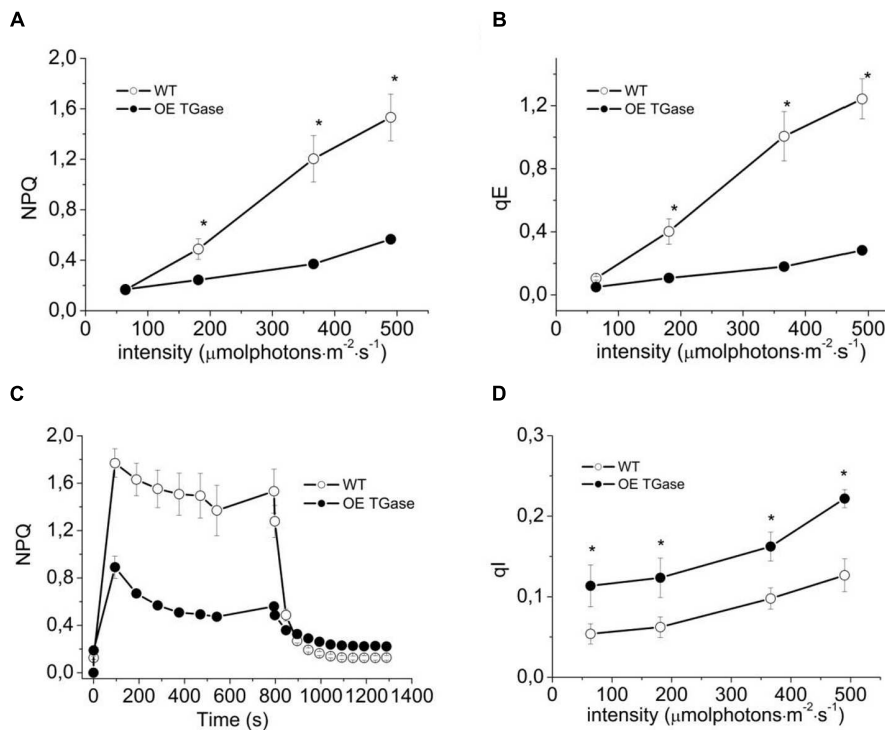 A
2,0
1,6
1,2
0,8
0,4
0,0
NPQ
WT
OE TGase
*
*
*
0 100 200 300 400 500
intensity (μmolphotons·m⁻²·s⁻¹)
B
1,2
0,8
0,4
0,0
qE
WT
OE TGase
*
*
*
0 100 200 300 400 500
intensity (μmolphotons·m⁻²·s⁻¹)
C
2,0
1,6
1,2
0,8
0,4
0,0
NPQ
WT
OE TGase
0 200 400 600 800 1000 1200 1400
Time (s)
D
0,3
0,2
0,1
0,0
qI
WT
OE TGase
* * * *
0 100 200 300 400 500
intensity (μmolphotons·m⁻²·s⁻¹)